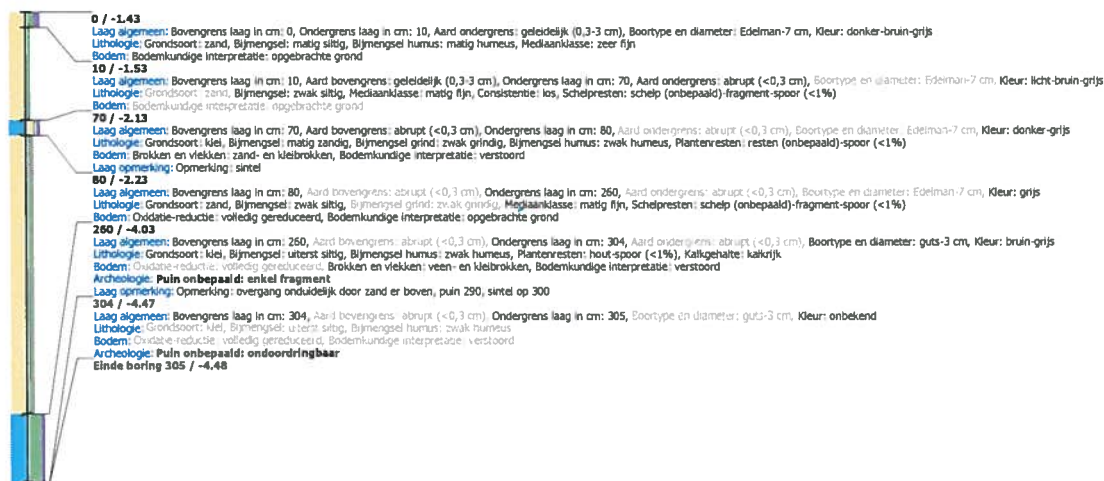 0 / -1.43
Laag algemeen: Bovengrens laag in cm: 0, Ondergrens laag in cm: 10, Aard ondergrens: geleidelijk (0,3-3 cm), Boortype en diameter: Edelman-7 cm, Kleur: donker-bruin-grijs
Lithologie: Grondsoort: zand, Bijmengsel: matig siltig, Bijmengsel humus: matig humeus, Mediaanklasse: zeer fijn
Bodem: Bodemkundige interpretatie: opgebrachte grond
10 / -1.53
Laag algemeen: Bovengrens laag in cm: 10, Aard bovengrens: geleidelijk (0,3-3 cm), Ondergrens laag in cm: 70, Aard ondergrens: abrupt (<0,3 cm), Boortype en diameter: Edelman-7 cm, Kleur: licht-bruin-grijs
Lithologie: Grondsoort: zand, Bijmengsel: zwak siltig, Mediaanklasse: matig fijn, Consistentie: los, Schelpresten: schelp (onbepaald)-fragment-spoor (<1%)
Bodem: Bodemkundige interpretatie: opgebrachte grond
70 / -2.13
Laag algemeen: Bovengrens laag in cm: 70, Aard bovengrens: abrupt (<0,3 cm), Ondergrens laag in cm: 80, Aard ondergrens: abrupt (<0,3 cm), Boortype en diameter: Edelman-7 cm, Kleur: donker-grijs
Lithologie: Grondsoort: klei, Bijmengsel: matig zandig, Bijmengsel grind: zwak grindig, Bijmengsel humus: zwak humeus, Plantenresten: resten (onbepaald)-spoor (<1%)
Bodem: Brokken en vlekken: zand- en kleibrokken, Bodemkundige interpretatie: verstoord
Laag opmerking: Opmerking: sintel
80 / -2.23
Laag algemeen: Bovengrens laag in cm: 80, Aard bovengrens: abrupt (<0,3 cm), Ondergrens laag in cm: 260, Aard ondergrens: abrupt (<0,3 cm), Boortype en diameter: Edelman-7 cm, Kleur: grijs
Lithologie: Grondsoort: zand, Bijmengsel: zwak siltig, Bijmengsel grind: zwak grindig, Mediaanklasse: matig fijn, Schelpresten: schelp (onbepaald)-fragment-spoor (<1%)
Bodem: Oxidatie-reductie: volledig gereduceerd, Bodemkundige interpretatie: opgebrachte grond
260 / -4.03
Laag algemeen: Bovengrens laag in cm: 260, Aard bovengrens: abrupt (<0,3 cm), Ondergrens laag in cm: 304, Aard ondergrens: abrupt (<0,3 cm), Boortype en diameter: guts-3 cm, Kleur: bruin-grijs
Lithologie: Grondsoort: klei, Bijmengsel: uiterst siltig, Bijmengsel humus: zwak humeus, Plantenresten: hout-spoor (<1%), Kalkgehalte: kalkrijk
Bodem: Oxidatie-reductie: volledig gereduceerd, Brokken en vlekken: veen- en kleibrokken, Bodemkundige interpretatie: verstoord
Archeologie: Puin onbepaald: enkel fragment
Laag opmerking: Opmerking: overgang onduidelijk door zand er boven, puin 290, sintel op 300
304 / -4.47
Laag algemeen: Bovengrens laag in cm: 304, Aard bovengrens: abrupt (<0,3 cm), Ondergrens laag in cm: 305, Boortype en diameter: guts-3 cm, Kleur: onbekend
Lithologie: Grondsoort: klei, Bijmengsel: uiterst siltig, Bijmengsel humus: zwak humeus
Bodem: Oxidatie-reductie: volledig gereduceerd, Bodemkundige interpretatie: verstoord
Archeologie: Puin onbepaald: ondoordringbaar
Einde boring 305 / -4.48